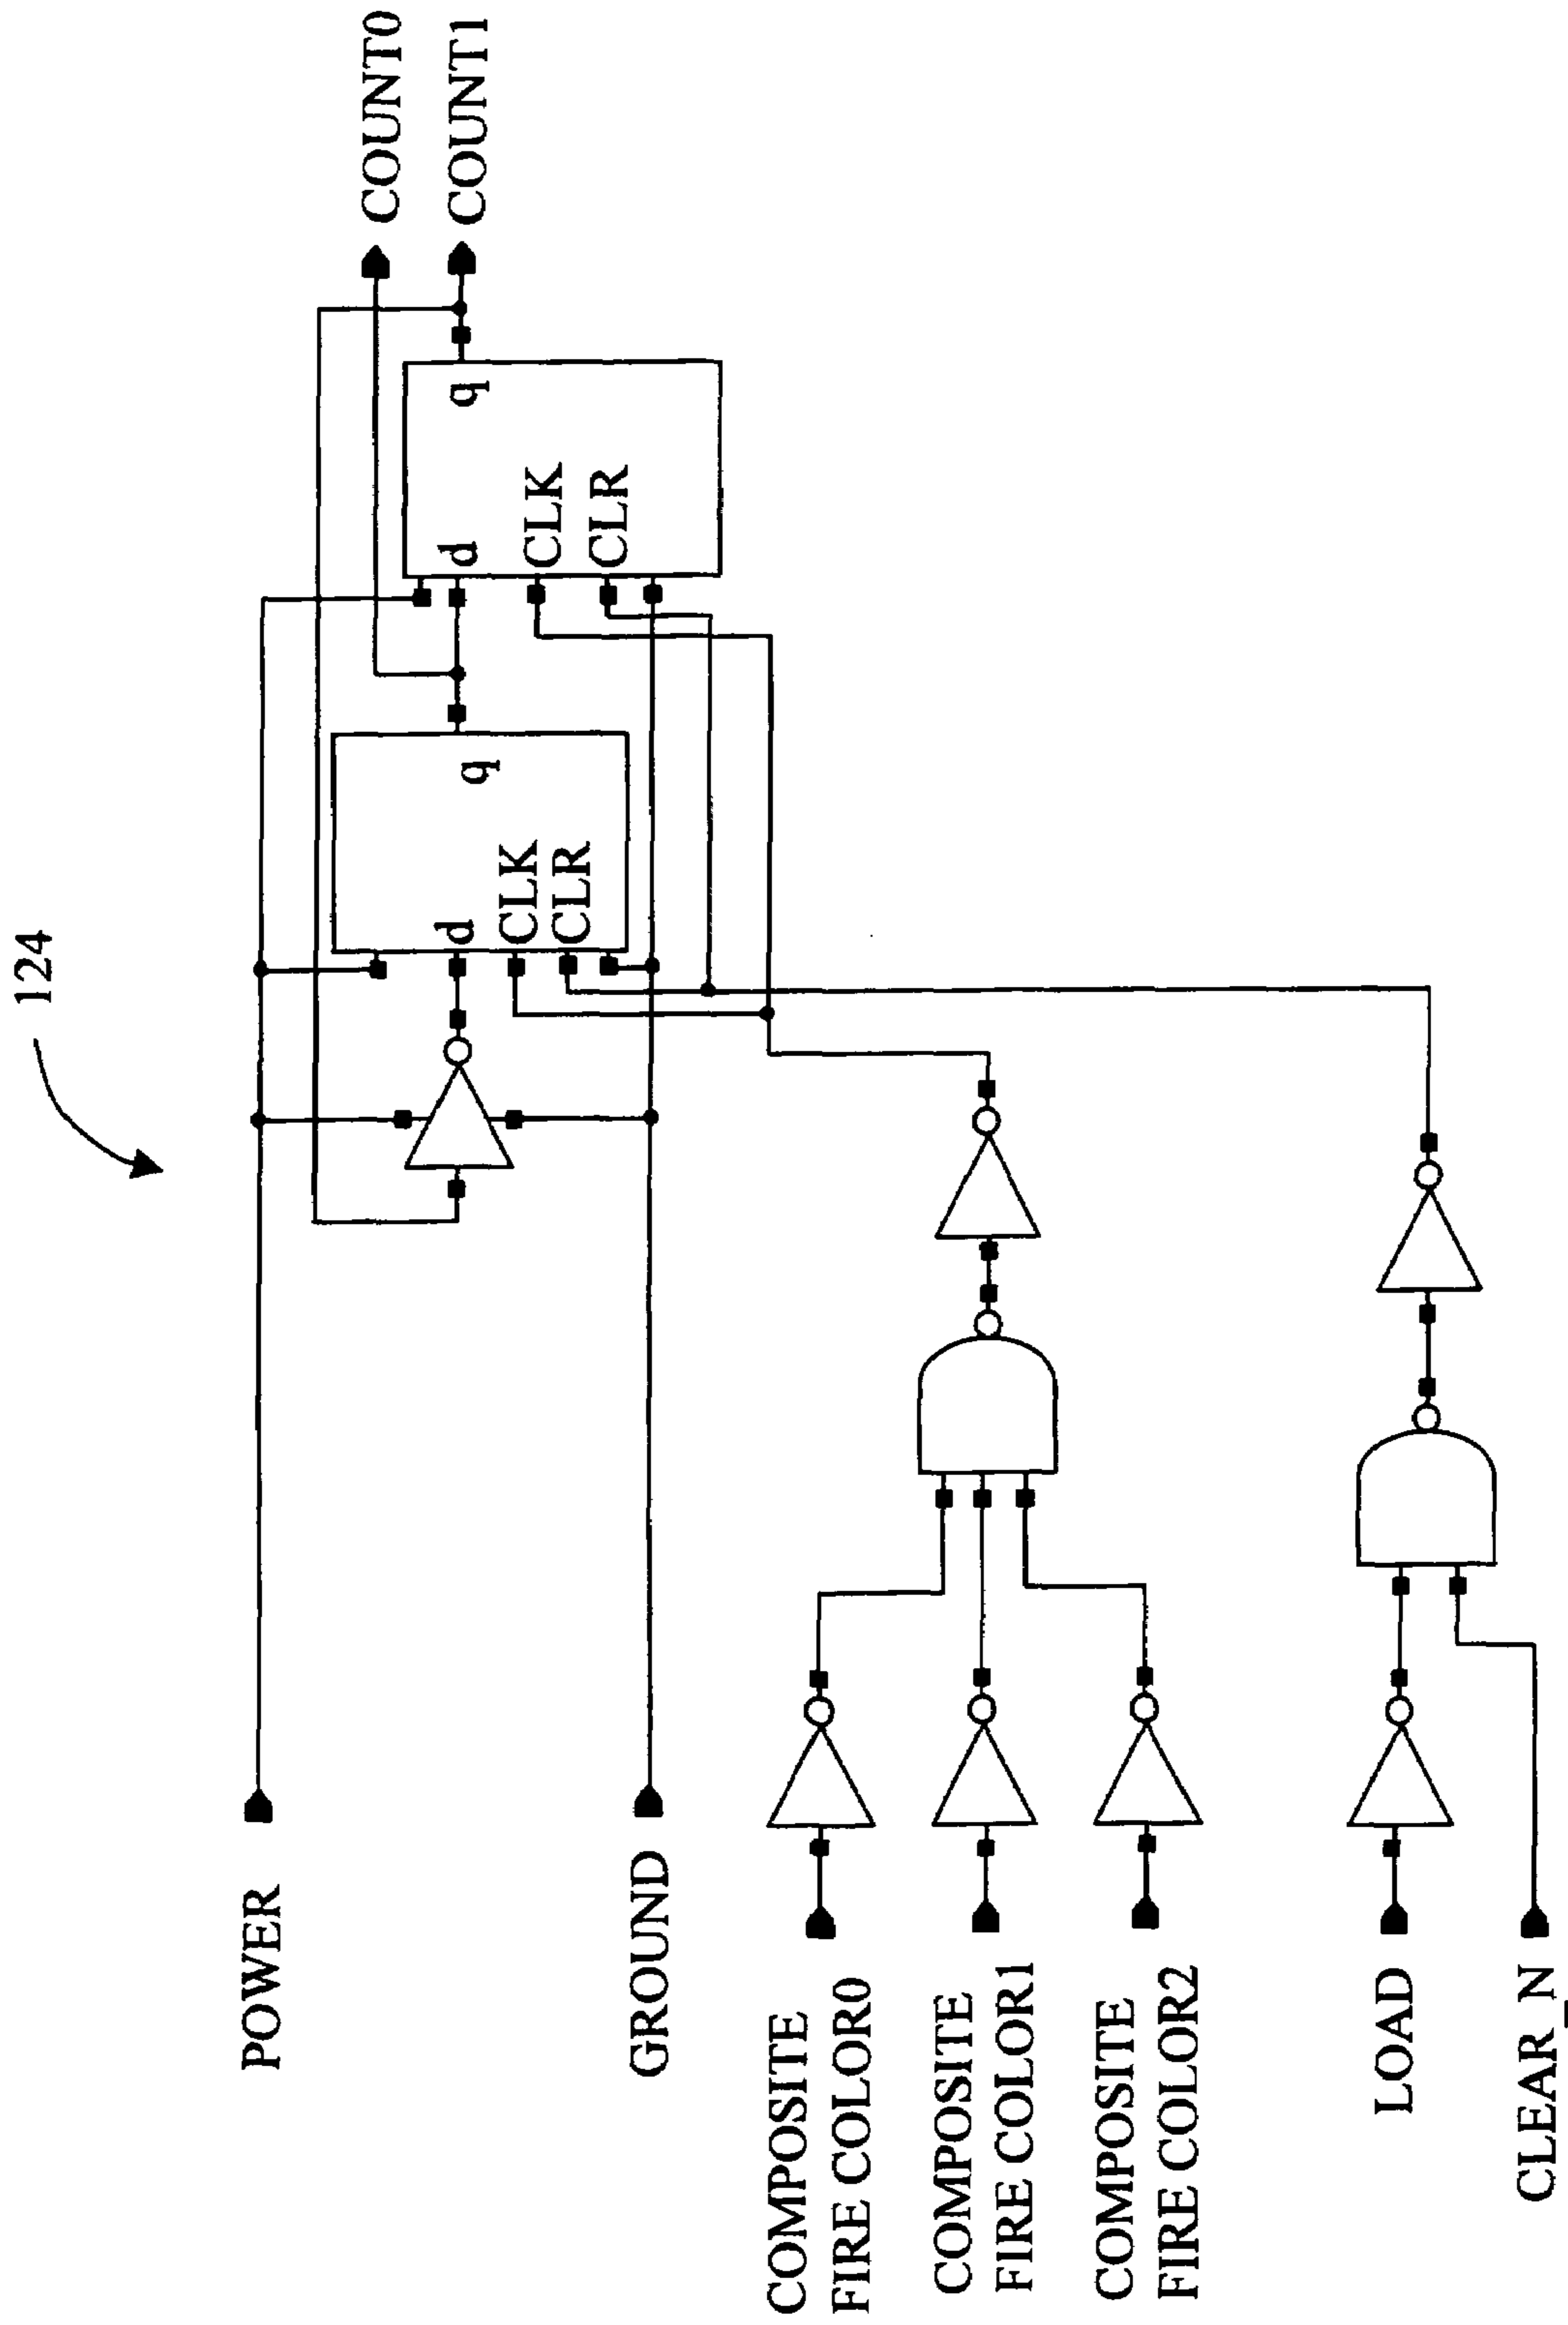 124
POWER
GROUND
COMPOSITE
FIRE COLOR0
COMPOSITE
FIRE COLOR1
COMPOSITE
FIRE COLOR2
LOAD
CLEAR_N
d
CLK
CLR
q
d
CLK
CLR
q
COUNT0
COUNT1